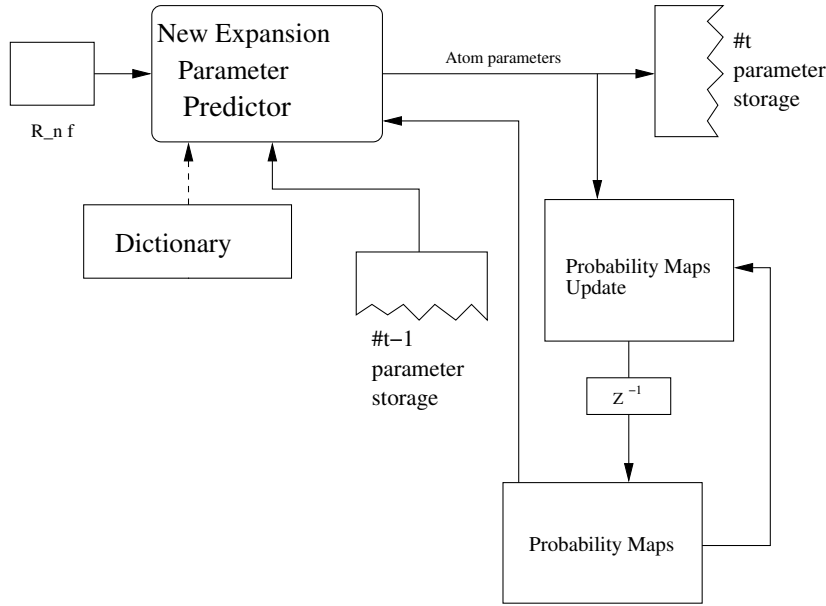 New Expansion
Parameter
Predictor
R_n f
Atom parameters
#t
parameter
storage
Dictionary
#t−1
parameter
storage
Probability Maps
Update
Z⁻¹
Probability Maps